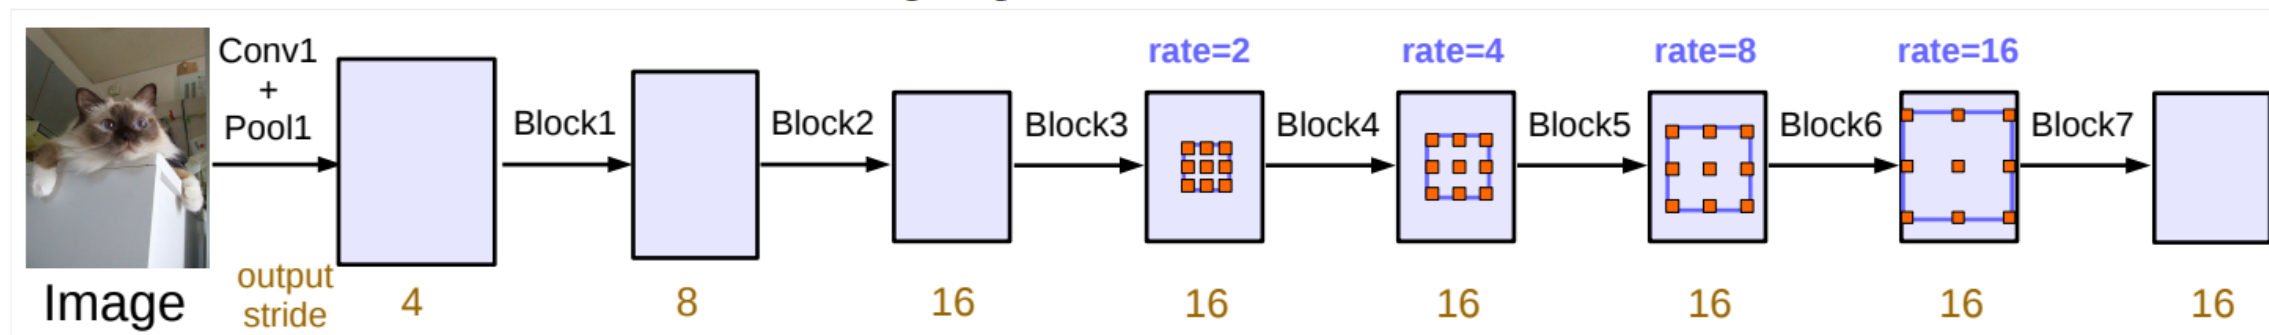 Conv1
+
Pool1
Block1
Block2
Block3
rate=2
Block4
rate=4
Block5
rate=8
Block6
rate=16
Block7
Image
output
stride
4
8
16
16
16
16
16
16